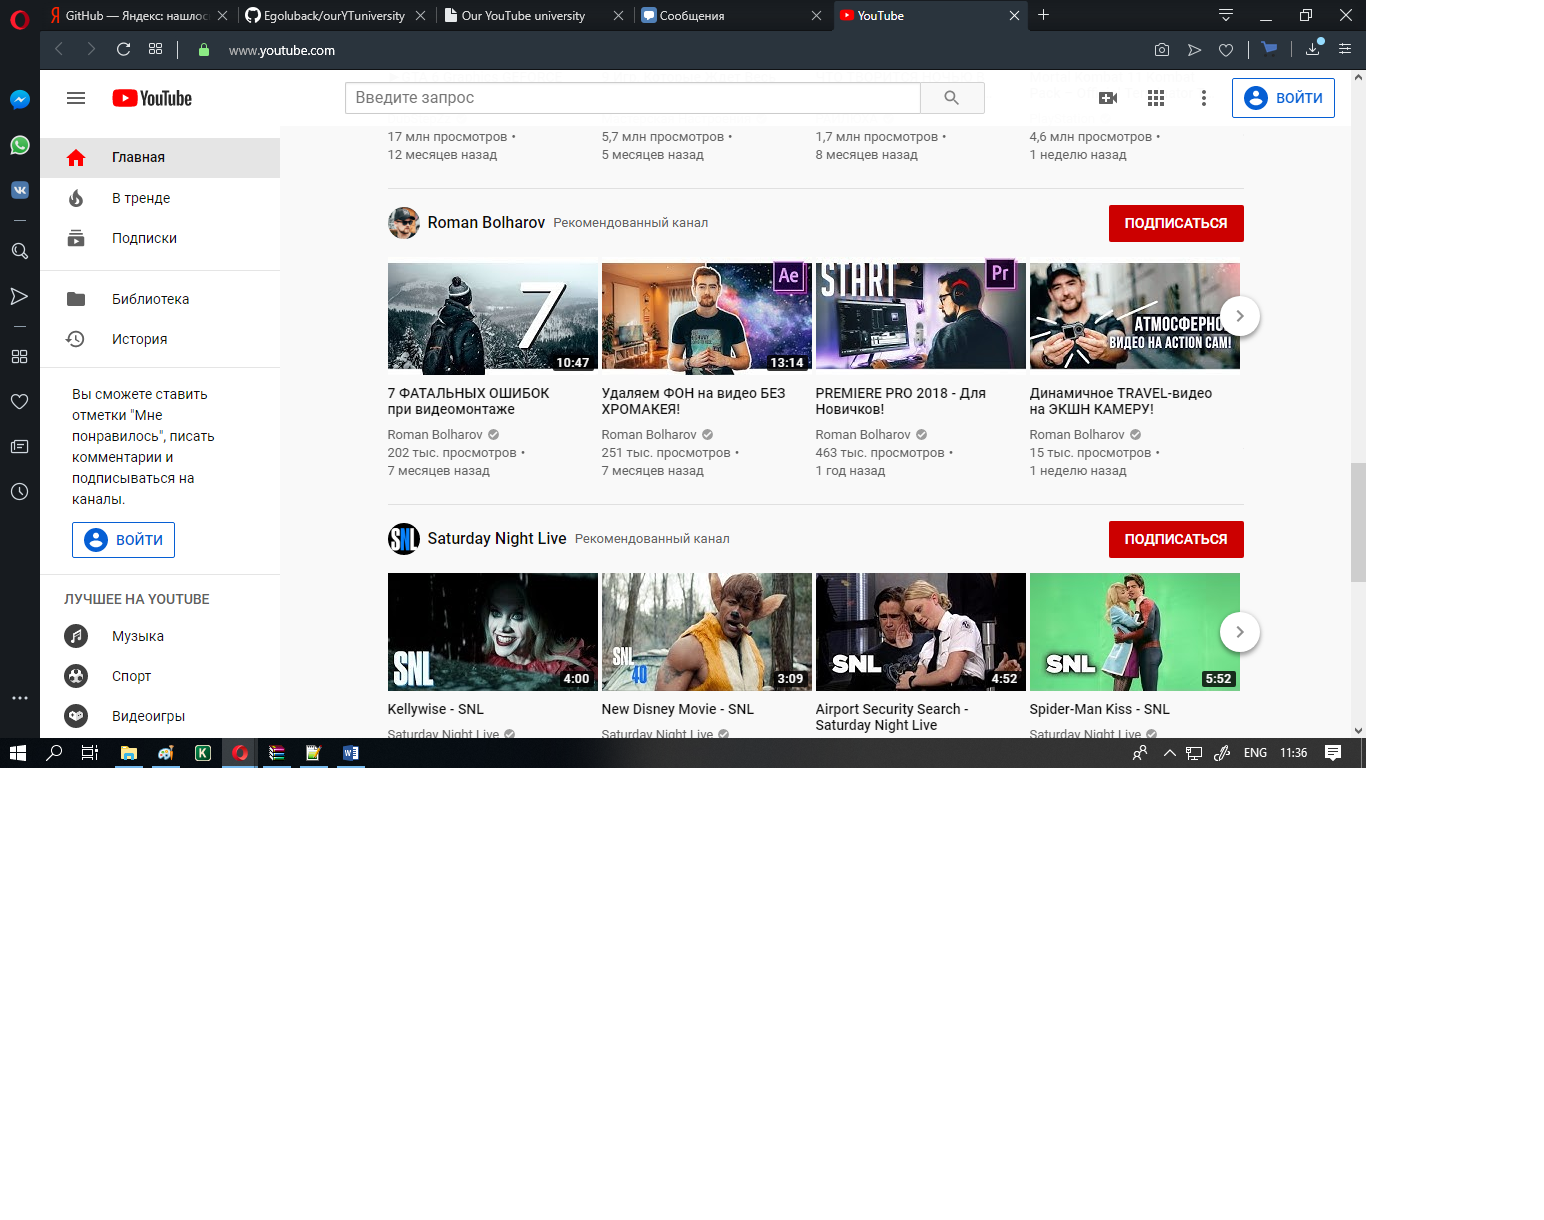 GitHub — Яндекс: нашлос
Egoluback/ourYTuniversity
Our YouTube university
Сообщения
YouTube
www.youtube.com
YouTube
Введите запрос
ВОЙТИ
Главная
В тренде
Подписки
Библиотека
История
Вы сможете ставить
отметки "Мне
понравилось", писать
комментарии и
подписываться на
каналы.
ВОЙТИ
ЛУЧШЕЕ НА YOUTUBE
Музыка
Спорт
Видеоигры
17 млн просмотров •
12 месяцев назад
5,7 млн просмотров •
5 месяцев назад
1,7 млн просмотров •
8 месяцев назад
4,6 млн просмотров •
1 неделю назад
Roman Bolharov Рекомендованный канал
ПОДПИСАТЬСЯ
7
10:47
7 ФАТАЛЬНЫХ ОШИБОК
при видеомонтаже
Roman Bolharov
202 тыс. просмотров •
7 месяцев назад
Ae
13:14
Удаляем ФОН на видео БЕЗ
ХРОМАКЕЯ!
Roman Bolharov
251 тыс. просмотров •
7 месяцев назад
START
Pr
PREMIERE PRO 2018 - Для
Новичков!
Roman Bolharov
463 тыс. просмотров •
1 год назад
АТМОСФЕРНО
ВИДЕО НА ACTION CAM!
Динамичное TRAVEL-видео
на ЭКШН КАМЕРУ!
Roman Bolharov
15 тыс. просмотров •
1 неделю назад
SNL
Saturday Night Live Рекомендованный канал
ПОДПИСАТЬСЯ
SNL
4:00
Kellywise - SNL
Saturday Night Live
SNL
40
3:09
New Disney Movie - SNL
Saturday Night Live
SNL
4:52
Airport Security Search -
Saturday Night Live
SNL
5:52
Spider-Man Kiss - SNL
Saturday Night Live
ENG
11:36